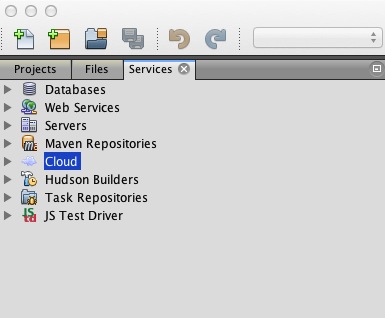 Projects Files Services
Databases
Web Services
Servers
Maven Repositories
Cloud
Hudson Builders
Task Repositories
JS Test Driver